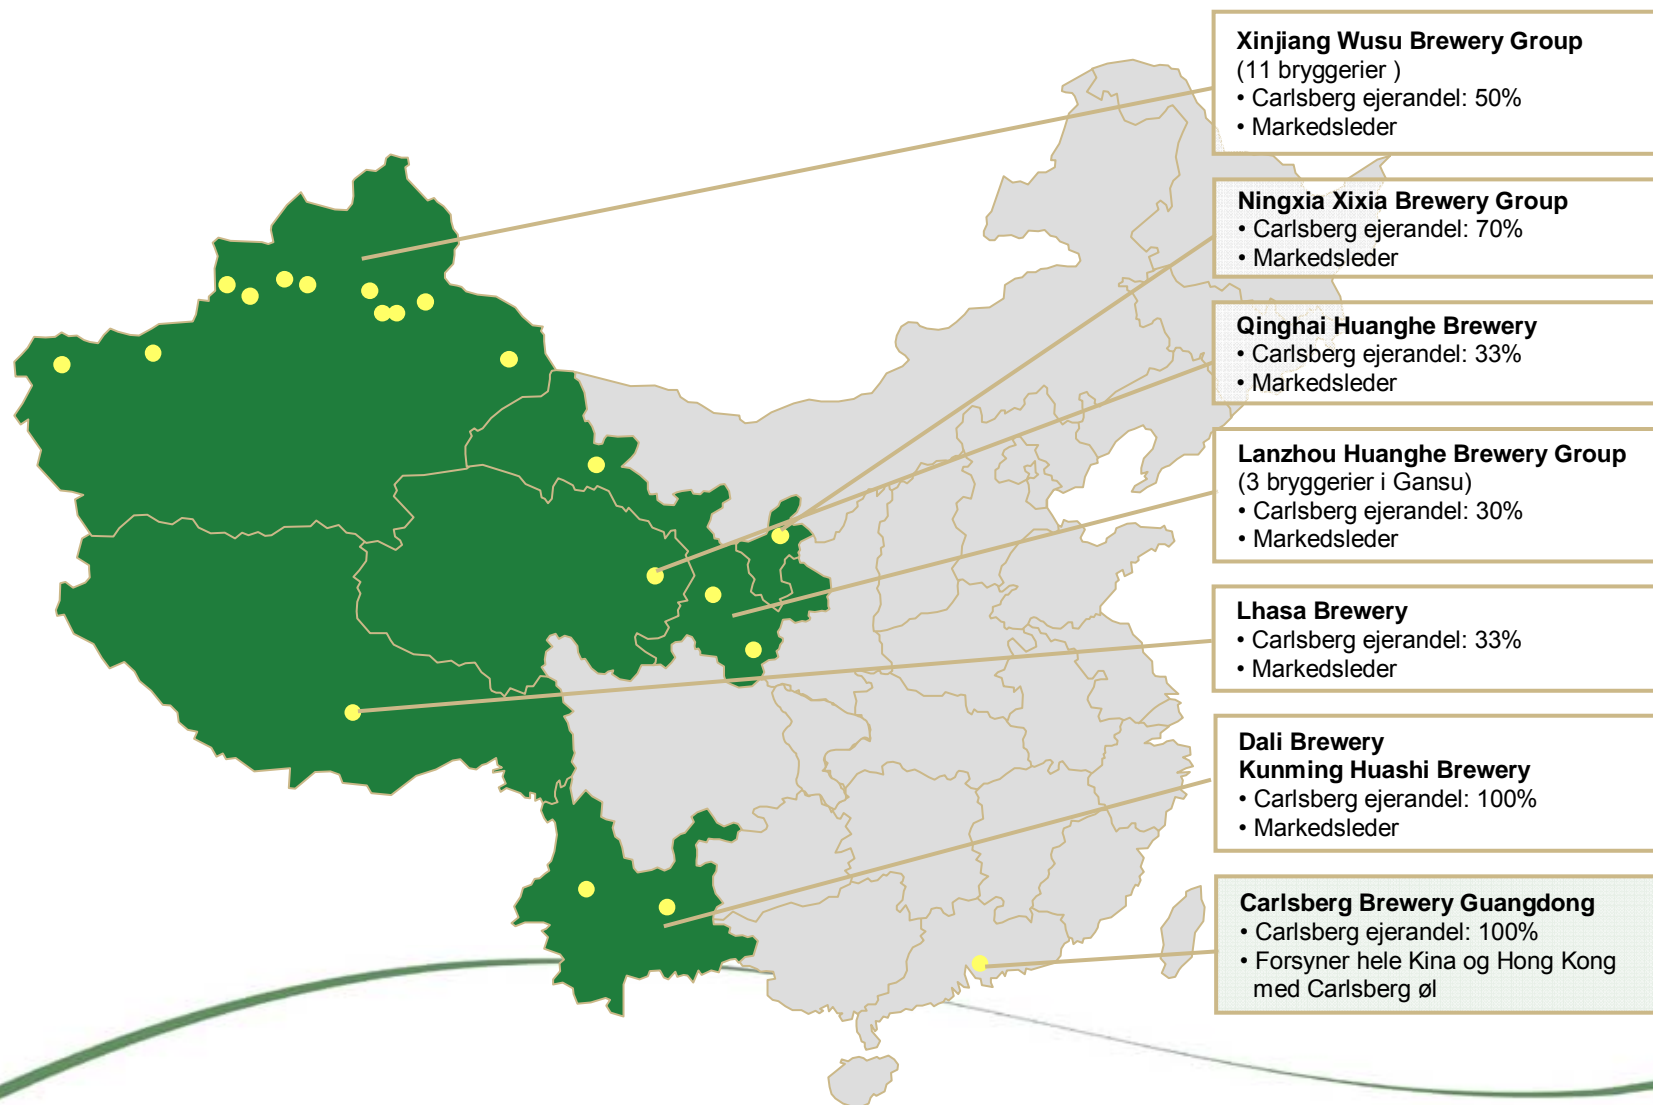 Xinjiang Wusu Brewery Group
(11 bryggerier )
• Carlsberg ejerandel: 50%
• Markedsleder
Ningxia Xixia Brewery Group
• Carlsberg ejerandel: 70%
• Markedsleder
Qinghai Huanghe Brewery
• Carlsberg ejerandel: 33%
• Markedsleder
Lanzhou Huanghe Brewery Group
(3 bryggerier i Gansu)
• Carlsberg ejerandel: 30%
• Markedsleder
Lhasa Brewery
• Carlsberg ejerandel: 33%
• Markedsleder
Dali Brewery
Kunming Huashi Brewery
• Carlsberg ejerandel: 100%
• Markedsleder
Carlsberg Brewery Guangdong
• Carlsberg ejerandel: 100%
• Forsyner hele Kina og Hong Kong
med Carlsberg øl